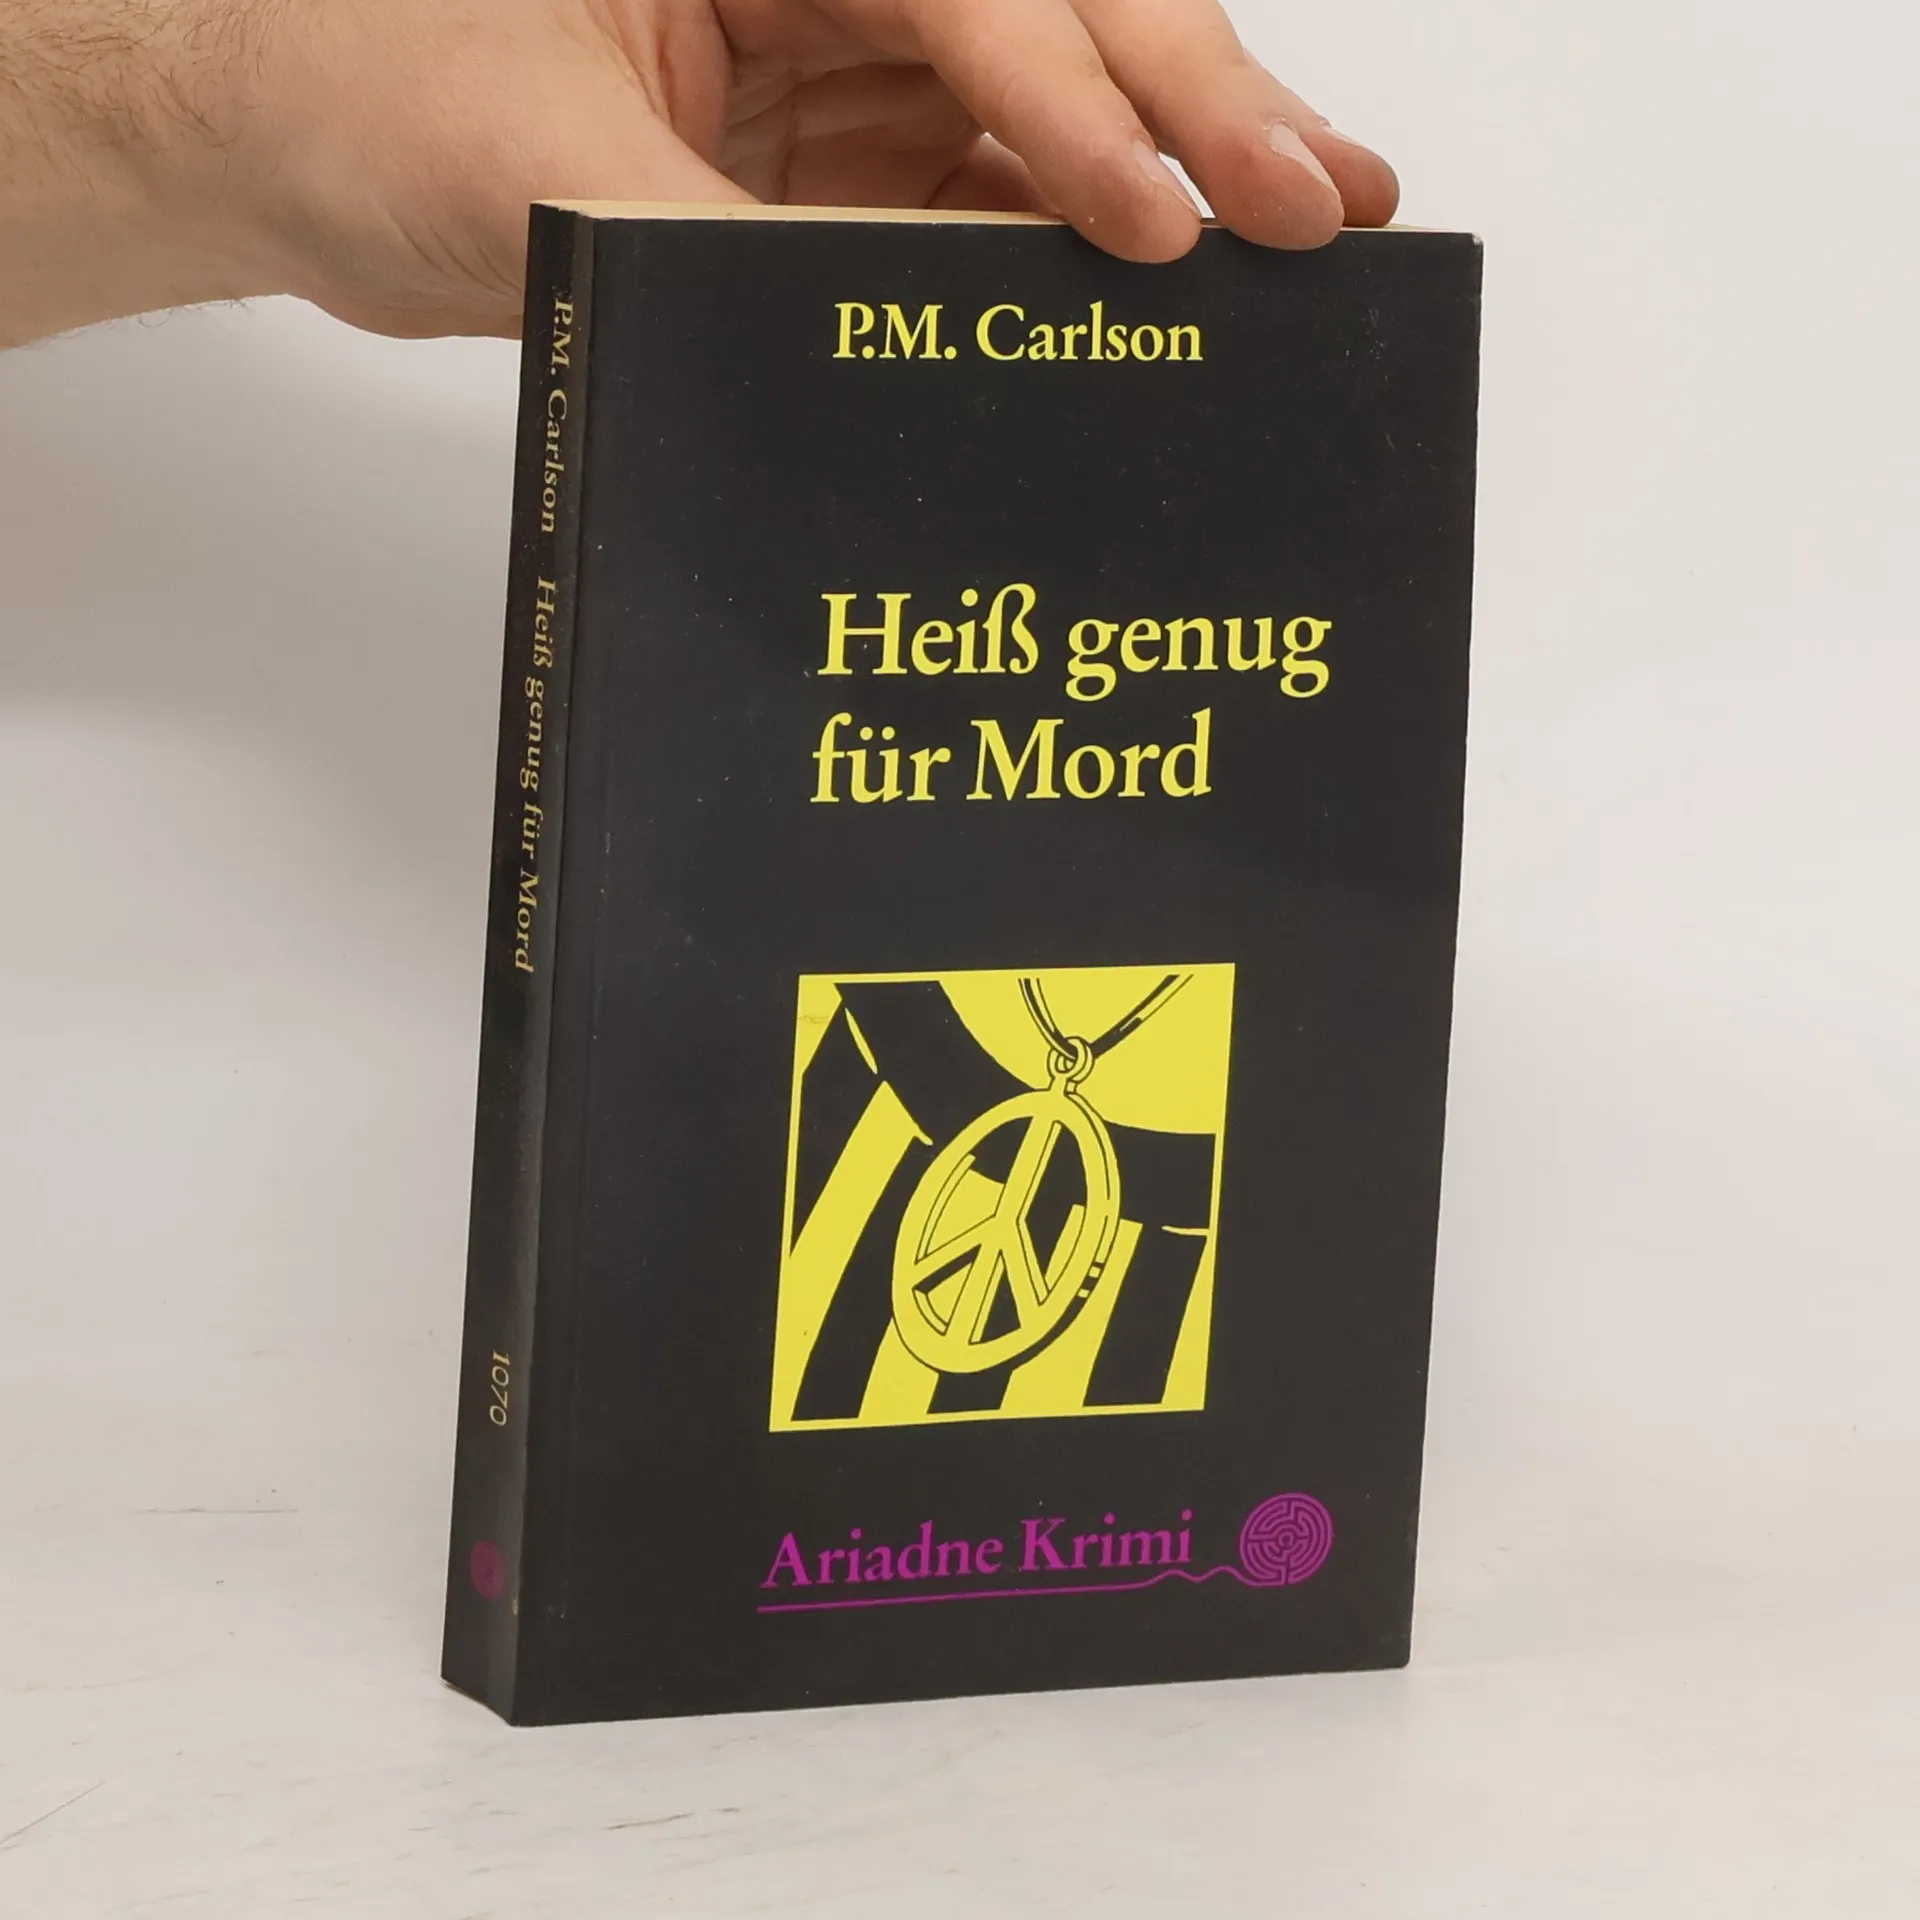 P.M. Carlson
Heiß genug
für Mord
Ariadne Krimi
P.M. Carlson Heiß genug für Mord 1070